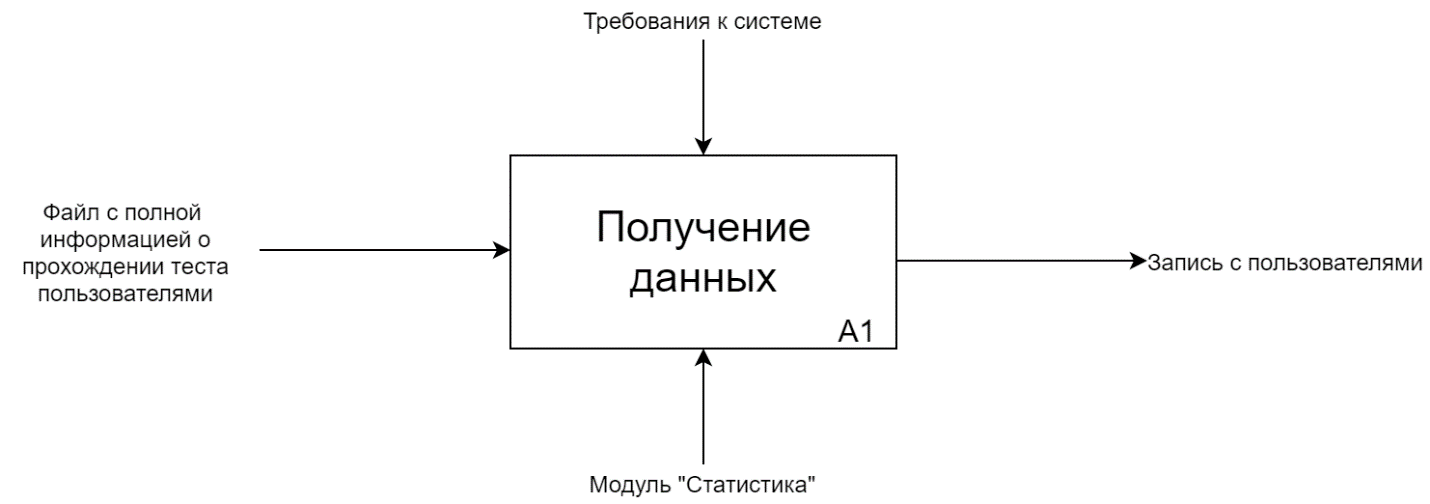 Требования к системе
Файл с полной
информацией о
прохождении теста
пользователями
Получение
данных
A1
Запись с пользователями
Модуль "Статистика"